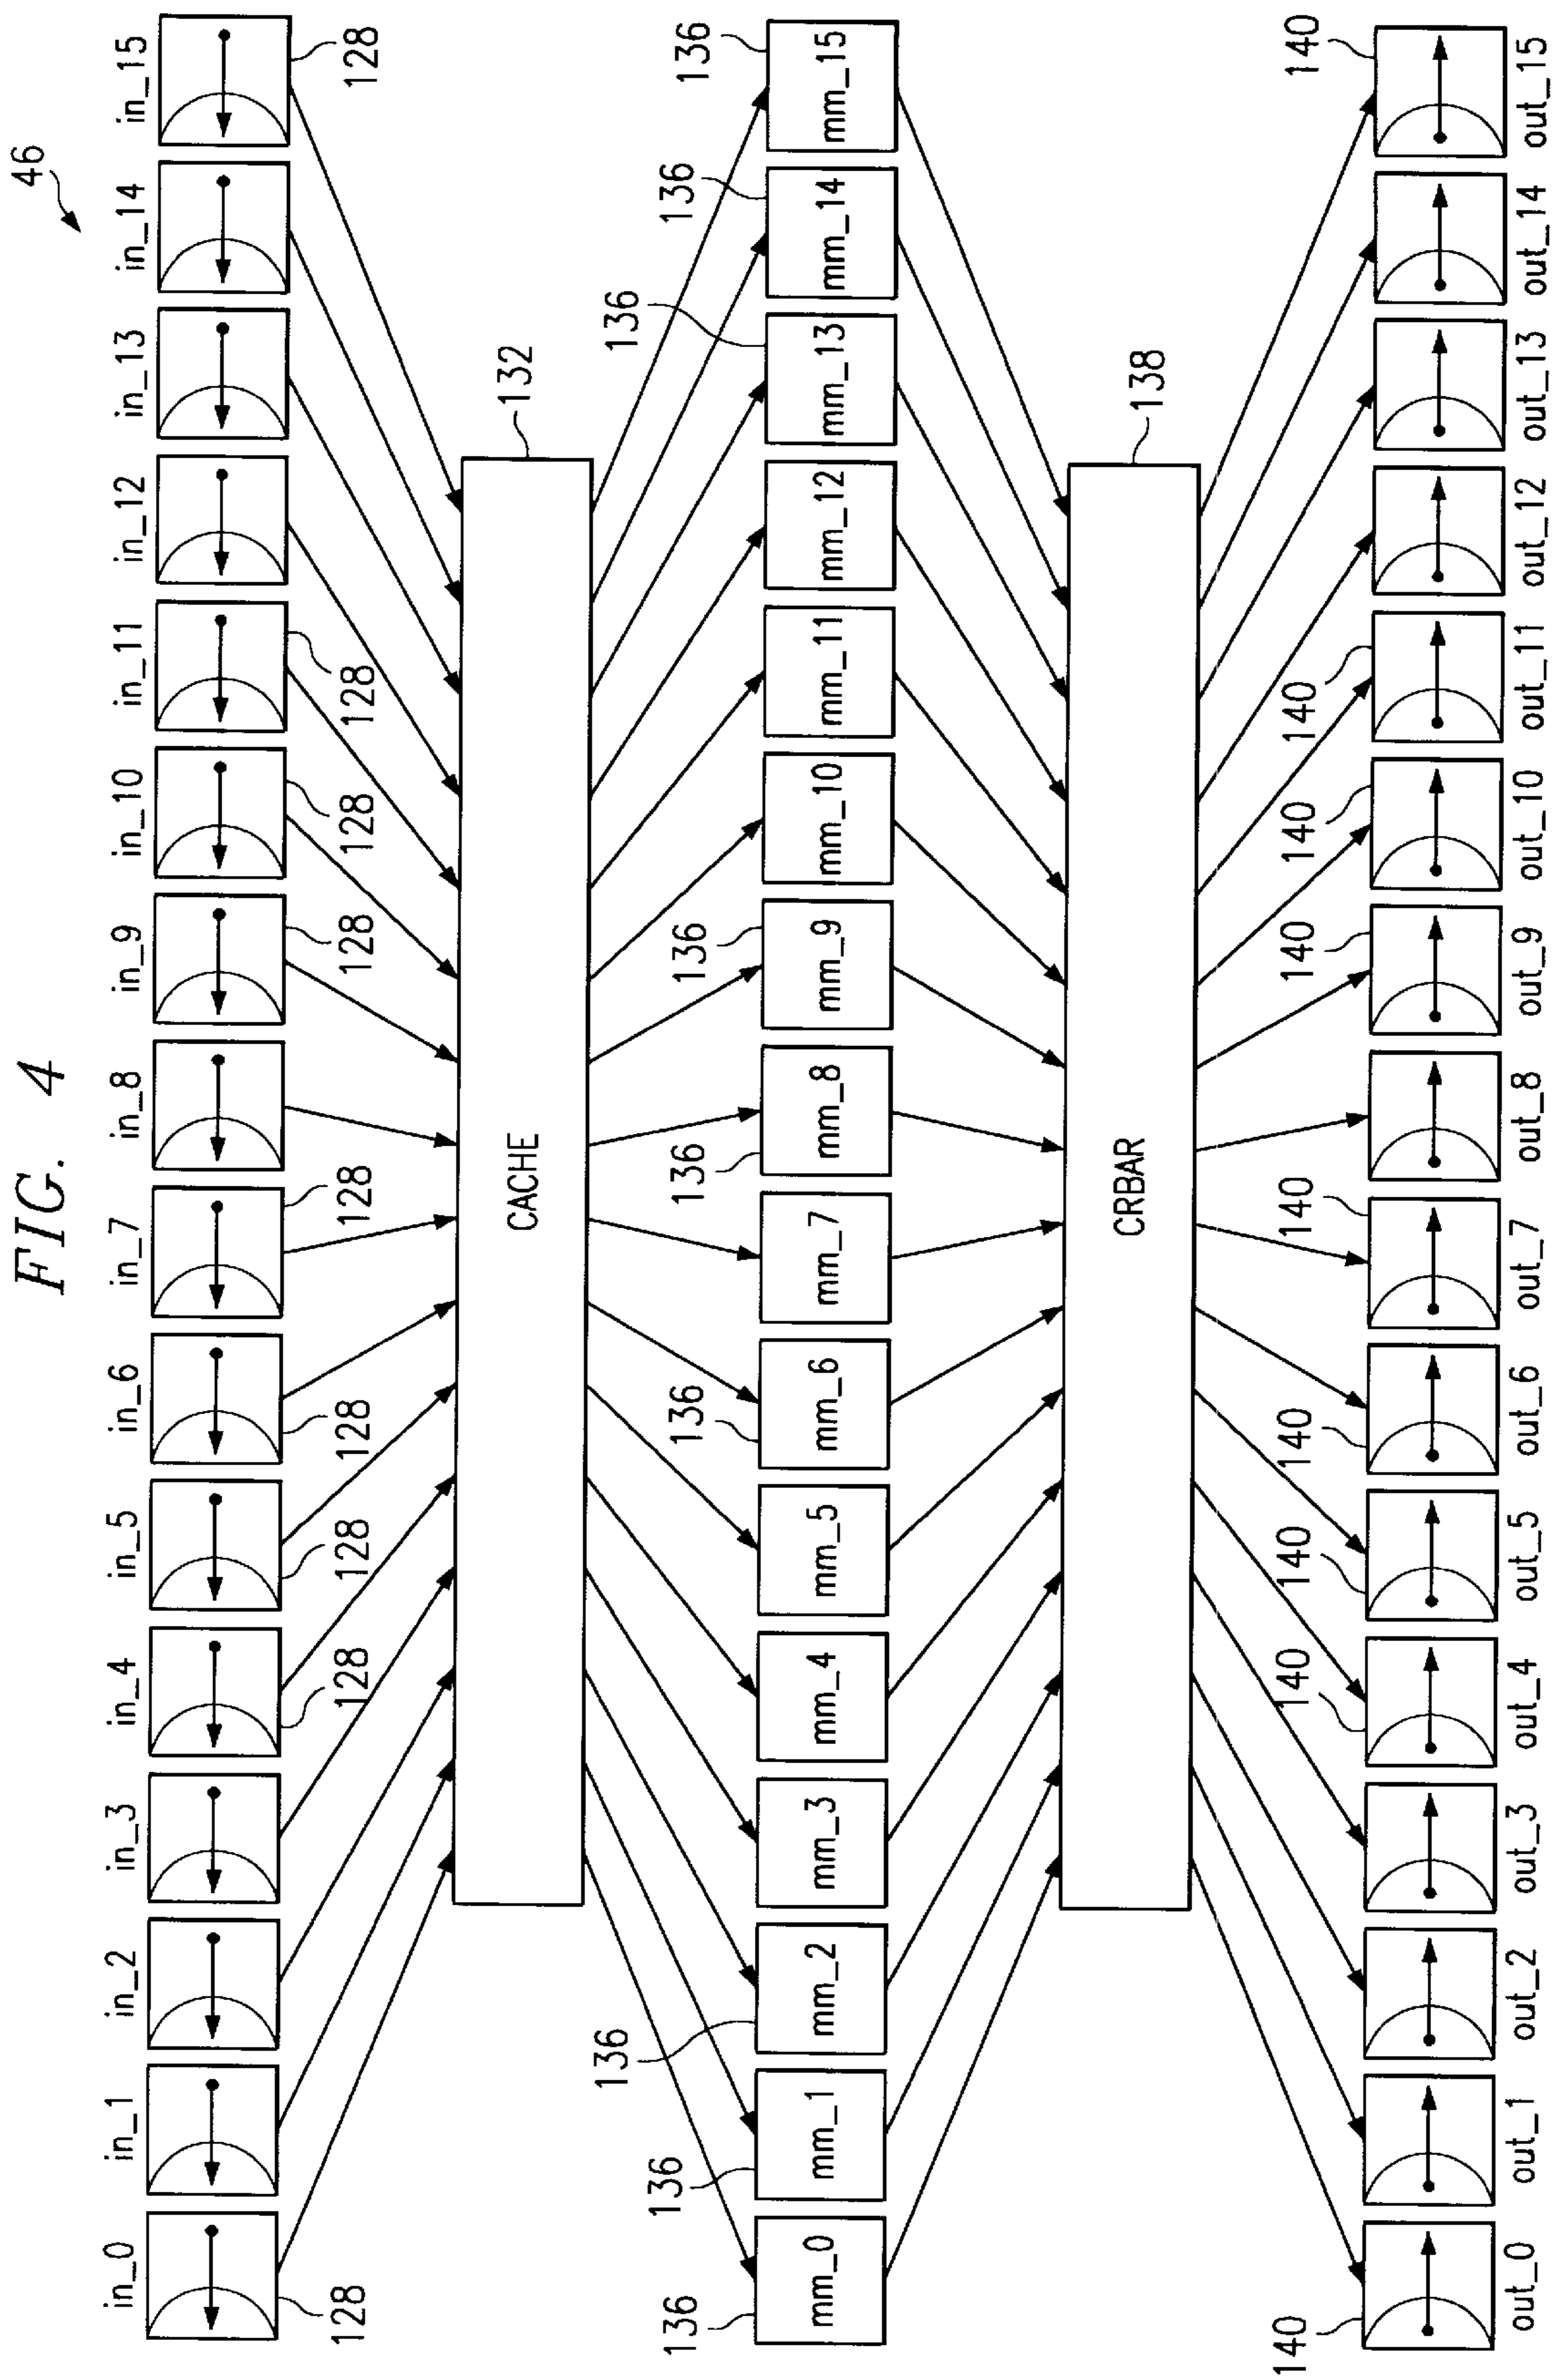 FIG. 4
46
in_0
in_1
in_2
in_3
in_4
in_5
in_6
in_7
in_8
in_9
in_10
in_11
in_12
in_13
in_14
in_15
128
128
128
128
128
128
128
128
128
CACHE
132
136
136
136
136
136
136
136
136
136
mm_0
mm_1
mm_2
mm_3
mm_4
mm_5
mm_6
mm_7
mm_8
mm_9
mm_10
mm_11
mm_12
mm_13
mm_14
mm_15
CRBAR
138
140
140
140
140
140
140
140
140
140
out_0
out_1
out_2
out_3
out_4
out_5
out_6
out_7
out_8
out_9
out_10
out_11
out_12
out_13
out_14
out_15